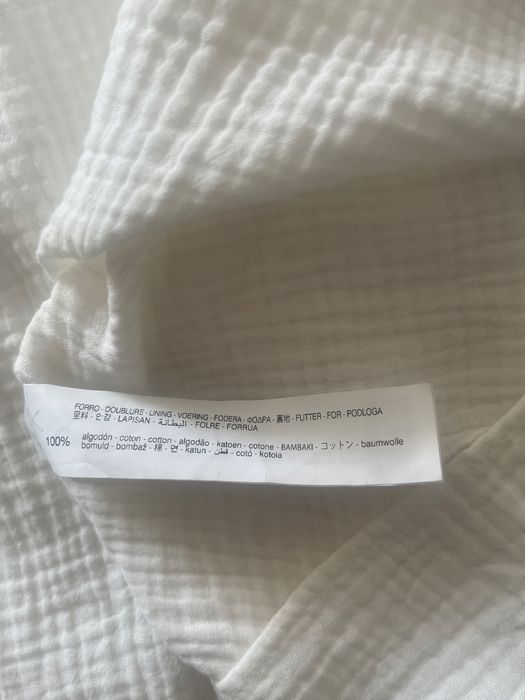 FORRO - DOUBLURE - LINING - VOERING - FODERA - ΦΟΔΡΑ - 裏地 - FUTTER - FOR - PODLOGA
里料 - 안감 - LAPISAN - البطانة - FOLRE - FORRUA
100% algodón - coton - cotton - algodão - katoen - cotone - ΒΑΜΒΑΚΙ - コットン - baumwolle
bomuld - bombaž - 棉 - 면 - katun - قطن - cotó - kotoia